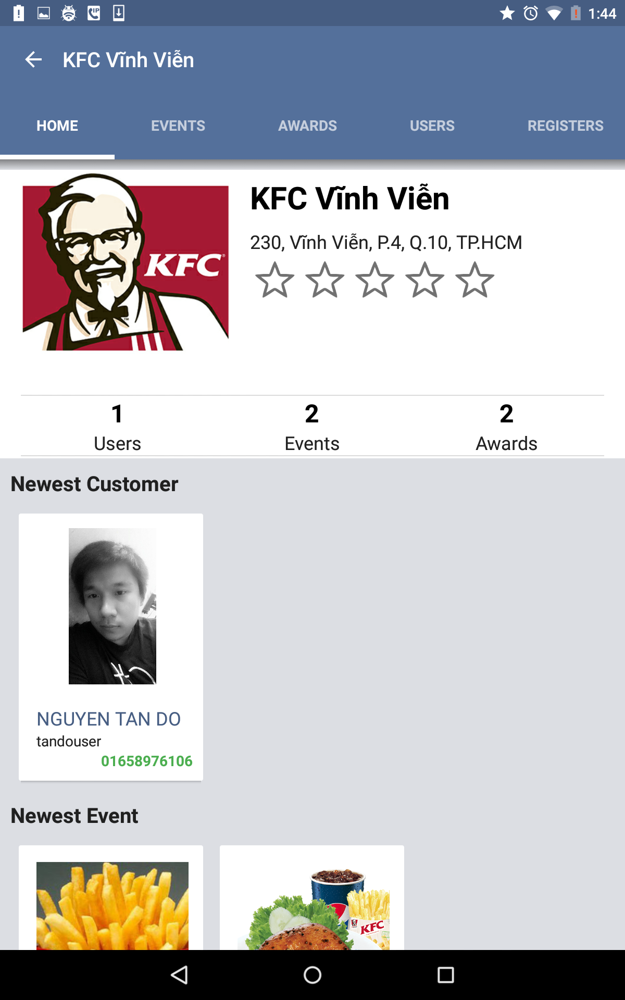 1:44
KFC Vĩnh Viễn
HOME EVENTS AWARDS USERS REGISTERS
KFC
KFC Vĩnh Viễn
230, Vĩnh Viễn, P.4, Q.10, TP.HCM
1 2 2
Users Events Awards
Newest Customer
NGUYEN TAN DO
tandouser
01658976106
Newest Event
KFC